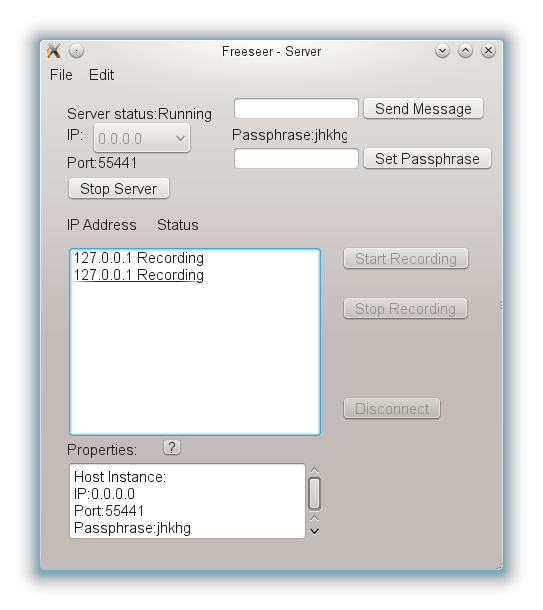 Freeseer - Server
File Edit
Server status:Running
Send Message
IP: 0.0.0.0
Passphrase:jhkhg
Port:55441
Set Passphrase
Stop Server
IP Address Status
127.0.0.1 Recording
127.0.0.1 Recording
Start Recording
Stop Recording
Disconnect
Properties: ?
Host Instance:
IP:0.0.0.0
Port:55441
Passphrase:jhkhg